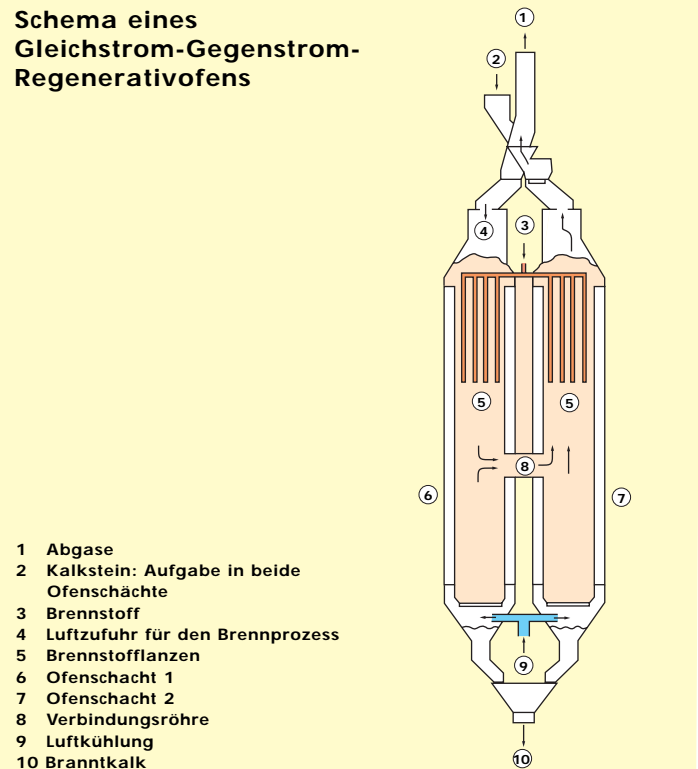 Schema eines
Gleichstrom-Gegenstrom-
Regenerativofens
1
2
3
4
5
5
8
6
7
9
10
1 Abgase
2 Kalkstein: Aufgabe in beide
Ofenschächte
3 Brennstoff
4 Luftzufuhr für den Brennprozess
5 Brennstofflanzen
6 Ofenschacht 1
7 Ofenschacht 2
8 Verbindungsröhre
9 Luftkühlung
10 Branntkalk